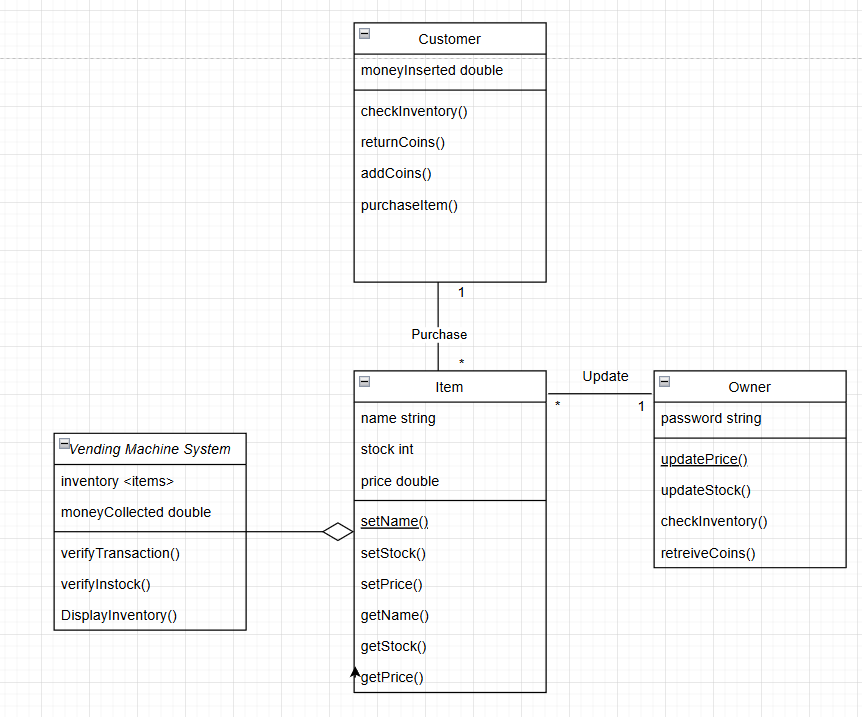 Customer
moneyInserted double
checkInventory()
returnCoins()
addCoins()
purchaseItem()
1
Purchase
*
Item
name string
stock int
price double
setName()
setStock()
setPrice()
getName()
getStock()
getPrice()
Update
*
1
Owner
password string
updatePrice()
updateStock()
checkInventory()
retreiveCoins()
Vending Machine System
inventory <items>
moneyCollected double
verifyTransaction()
verifyInstock()
DisplayInventory()